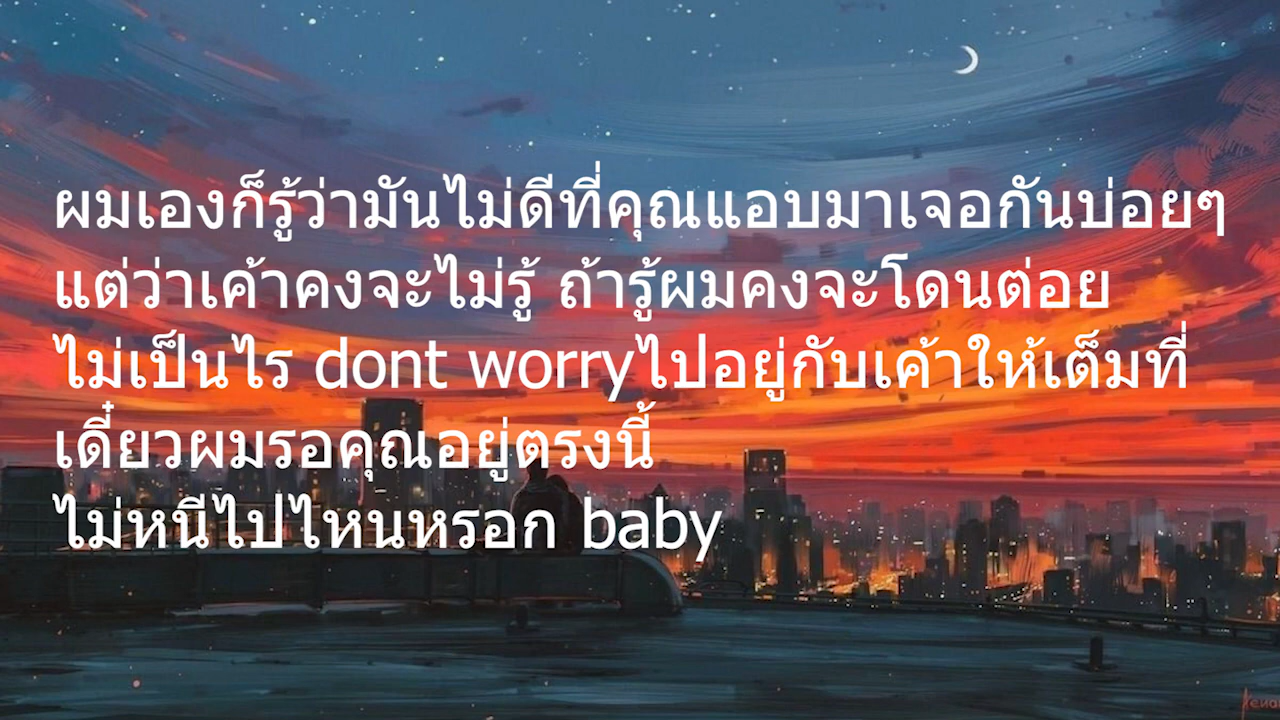 ผมเองก็รู้ว่ามันไม่ดีที่คุณแอบมาเจอกันบ่อยๆ
แต่ว่าเค้าคงจะไม่รู้ ถ้ารู้ผมคงจะโดนต่อย
ไม่เป็นไร dont worryไปอยู่กับเค้าให้เต็มที่
เดี๋ยวผมรอคุณอยู่ตรงนี้
ไม่หนีไปไหนหรอก baby